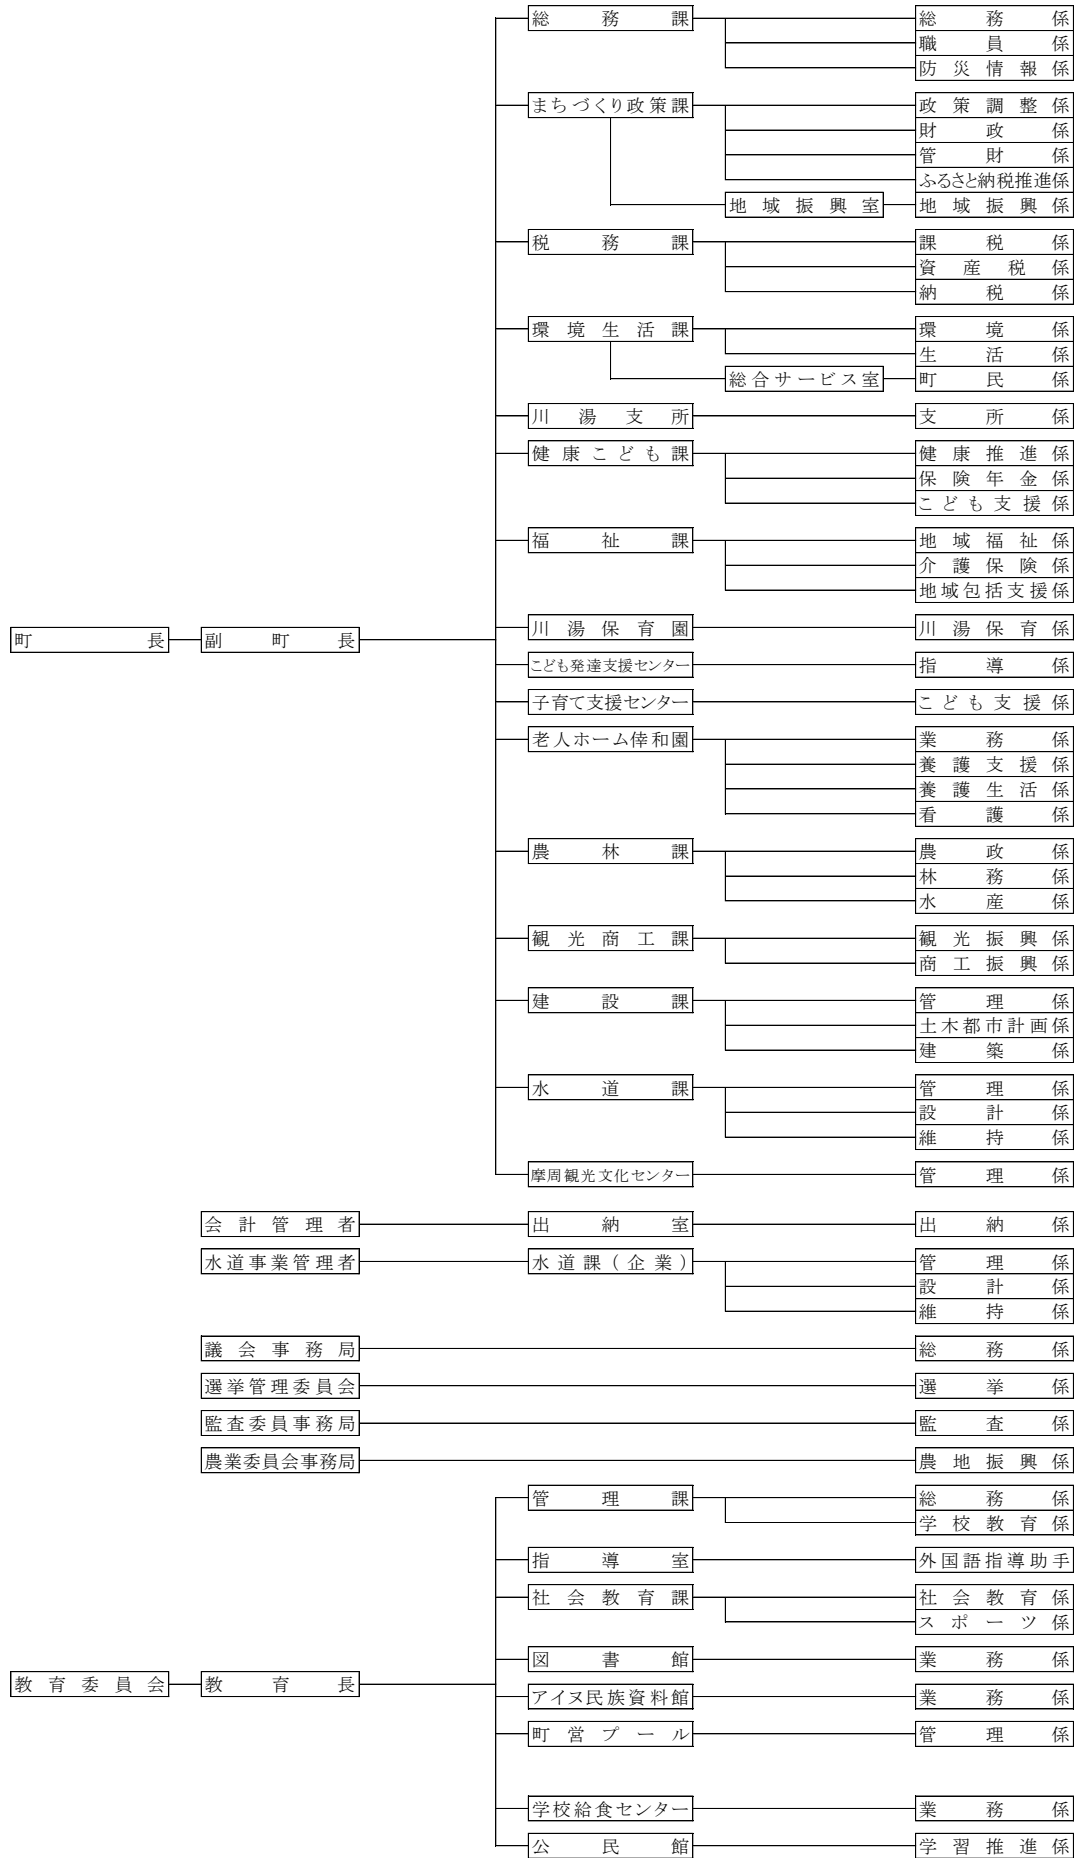 総務課 総務係
職員係
防災情報係
まちづくり政策課 政策調整係
財政係
管財係
ふるさと納税推進係
地域振興室 地域振興係
税務課 課税係
資産税係
納税係
環境生活課 環境係
生活係
総合サービス室 町民係
川湯支所 支所係
健康こども課 健康推進係
保険年金係
こども支援係
福祉課 地域福祉係
介護保険係
地域包括支援係
町長 副町長 川湯保育園 川湯保育係
こども発達支援センター 指導係
子育て支援センター こども支援係
老人ホーム倖和園 業務係
養護支援係
養護生活係
看護係
農林課 農政係
林務係
水産係
観光商工課 観光振興係
商工振興係
建設課 管理係
土木都市計画係
建築係
水道課 管理係
設計係
維持係
摩周観光文化センター 管理係
会計管理者 出納室 出納係
水道事業管理者 水道課(企業) 管理係
設計係
維持係
議会事務局 総務係
選挙管理委員会 選挙係
監査委員事務局 監査係
農業委員会事務局 農地振興係
管理課 総務係
学校教育係
指導室 外国語指導助手
社会教育課 社会教育係
スポーツ係
図書館 業務係
教育委員会 教育長 アイヌ民族資料館 業務係
町営プール 管理係
学校給食センター 業務係
公民館 学習推進係